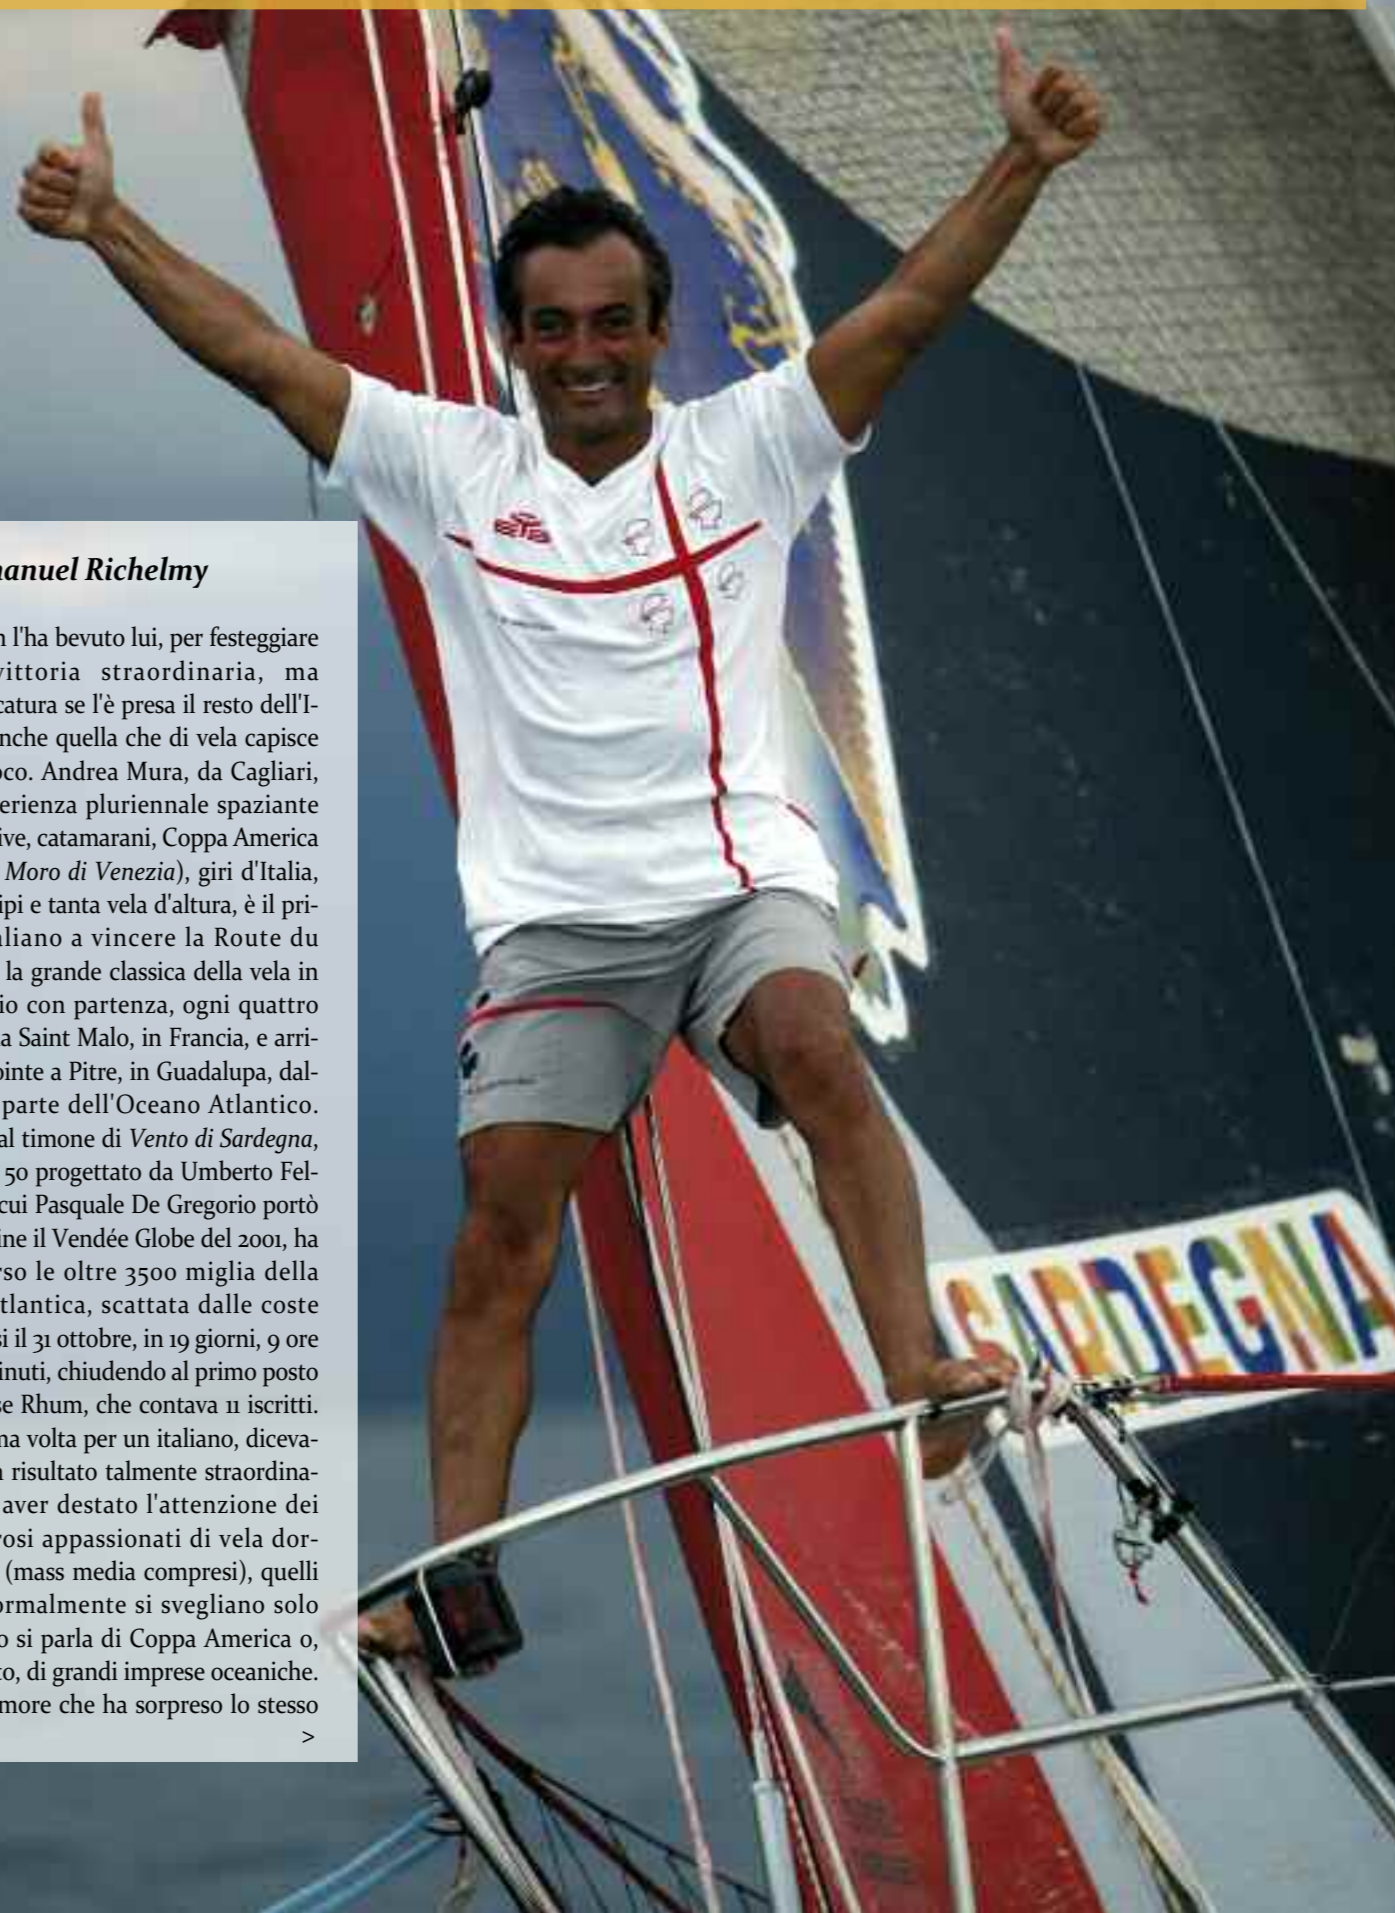 anuel Richelmy
l'ha bevuto lui, per festeggiare
vittoria straordinaria, ma
catura se l'è presa il resto dell'I-
nche quella che di vela capisce
oco. Andrea Mura, da Cagliari,
perienza pluriennale spaziante
ive, catamarani, Coppa America
Moro di Venezia), giri d'Italia,
ipi e tanta vela d'altura, è il pri-
aliano a vincere la Route du
la grande classica della vela in
io con partenza, ogni quattro
a Saint Malo, in Francia, e arri-
ointe a Pitre, in Guadalupa, dal-
parte dell'Oceano Atlantico.
al timone di Vento di Sardegna,
50 progettato da Umberto Fel-
cui Pasquale De Gregorio portò
ine il Vendée Globe del 2001, ha
rso le oltre 3500 miglia della
tlantica, scattata dalle coste
si il 31 ottobre, in 19 giorni, 9 ore
inuti, chiudendo al primo posto
se Rhum, che contava 11 iscritti.
ma volta per un italiano, diceva-
risultato talmente straordina-
aver destato l'attenzione dei
rosi appassionati di vela dor-
(mass media compresi), quelli
ormalmente si svegliano solo
o si parla di Coppa America o,
to, di grandi imprese oceaniche.
more che ha sorpreso lo stesso
>
SARDEGNA